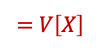 = V[X]